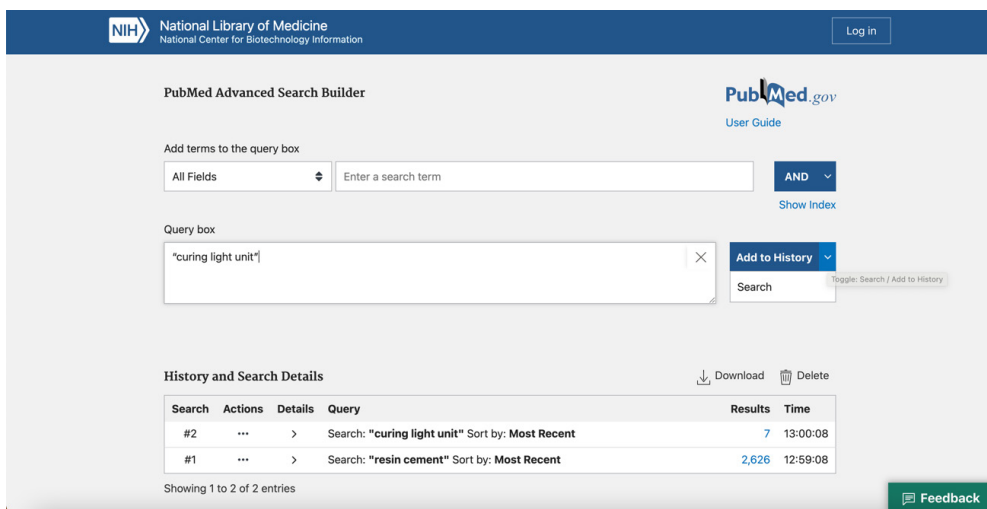 NIH National Library of Medicine Log in
National Center for Biotechnology Information
PubMed Advanced Search Builder
PubMed.gov
User Guide
Add terms to the query box
All Fields Enter a search term AND
Show Index
Query box
“curing light unit” Add to History
Toggle: Search / Add to History
Search
History and Search Details Download Delete
Search Actions Details Query Results Time
#2 ••• > Search: "curing light unit" Sort by: Most Recent 7 13:00:08
#1 ••• > Search: "resin cement" Sort by: Most Recent 2,626 12:59:08
Showing 1 to 2 of 2 entries
Feedback